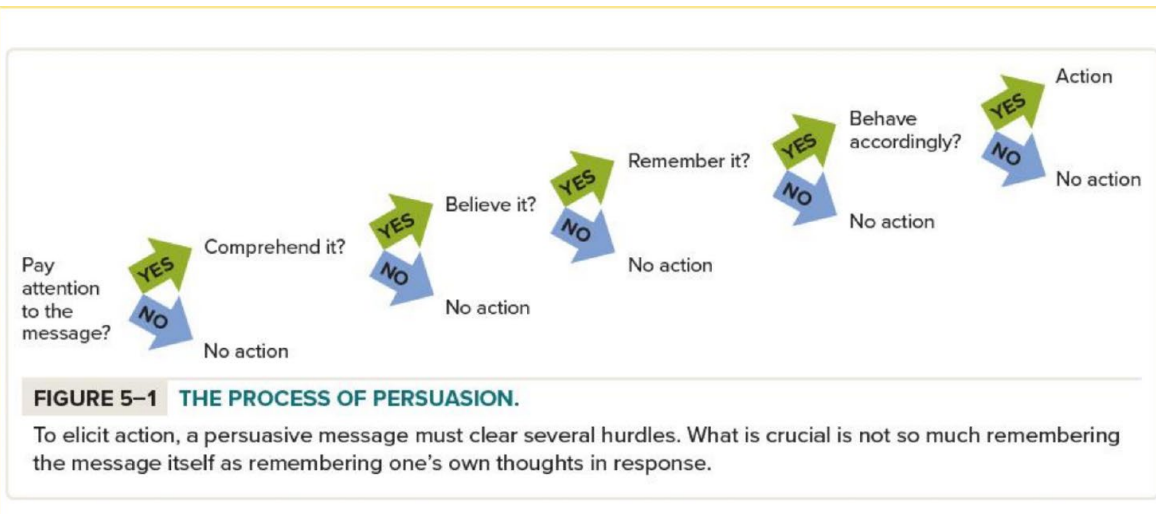 Pay
attention
to the
message?
YES
NO
Comprehend it?
No action
YES
NO
Believe it?
No action
YES
NO
Remember it?
No action
YES
NO
Behave
accordingly?
No action
YES
NO
Action
No action
FIGURE 5–1 THE PROCESS OF PERSUASION.
To elicit action, a persuasive message must clear several hurdles. What is crucial is not so much remembering
the message itself as remembering one's own thoughts in response.